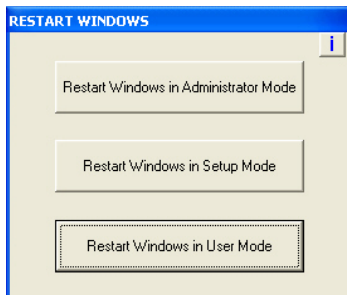 RESTART WINDOWS
i
Restart Windows in Administrator Mode
Restart Windows in Setup Mode
Restart Windows in User Mode